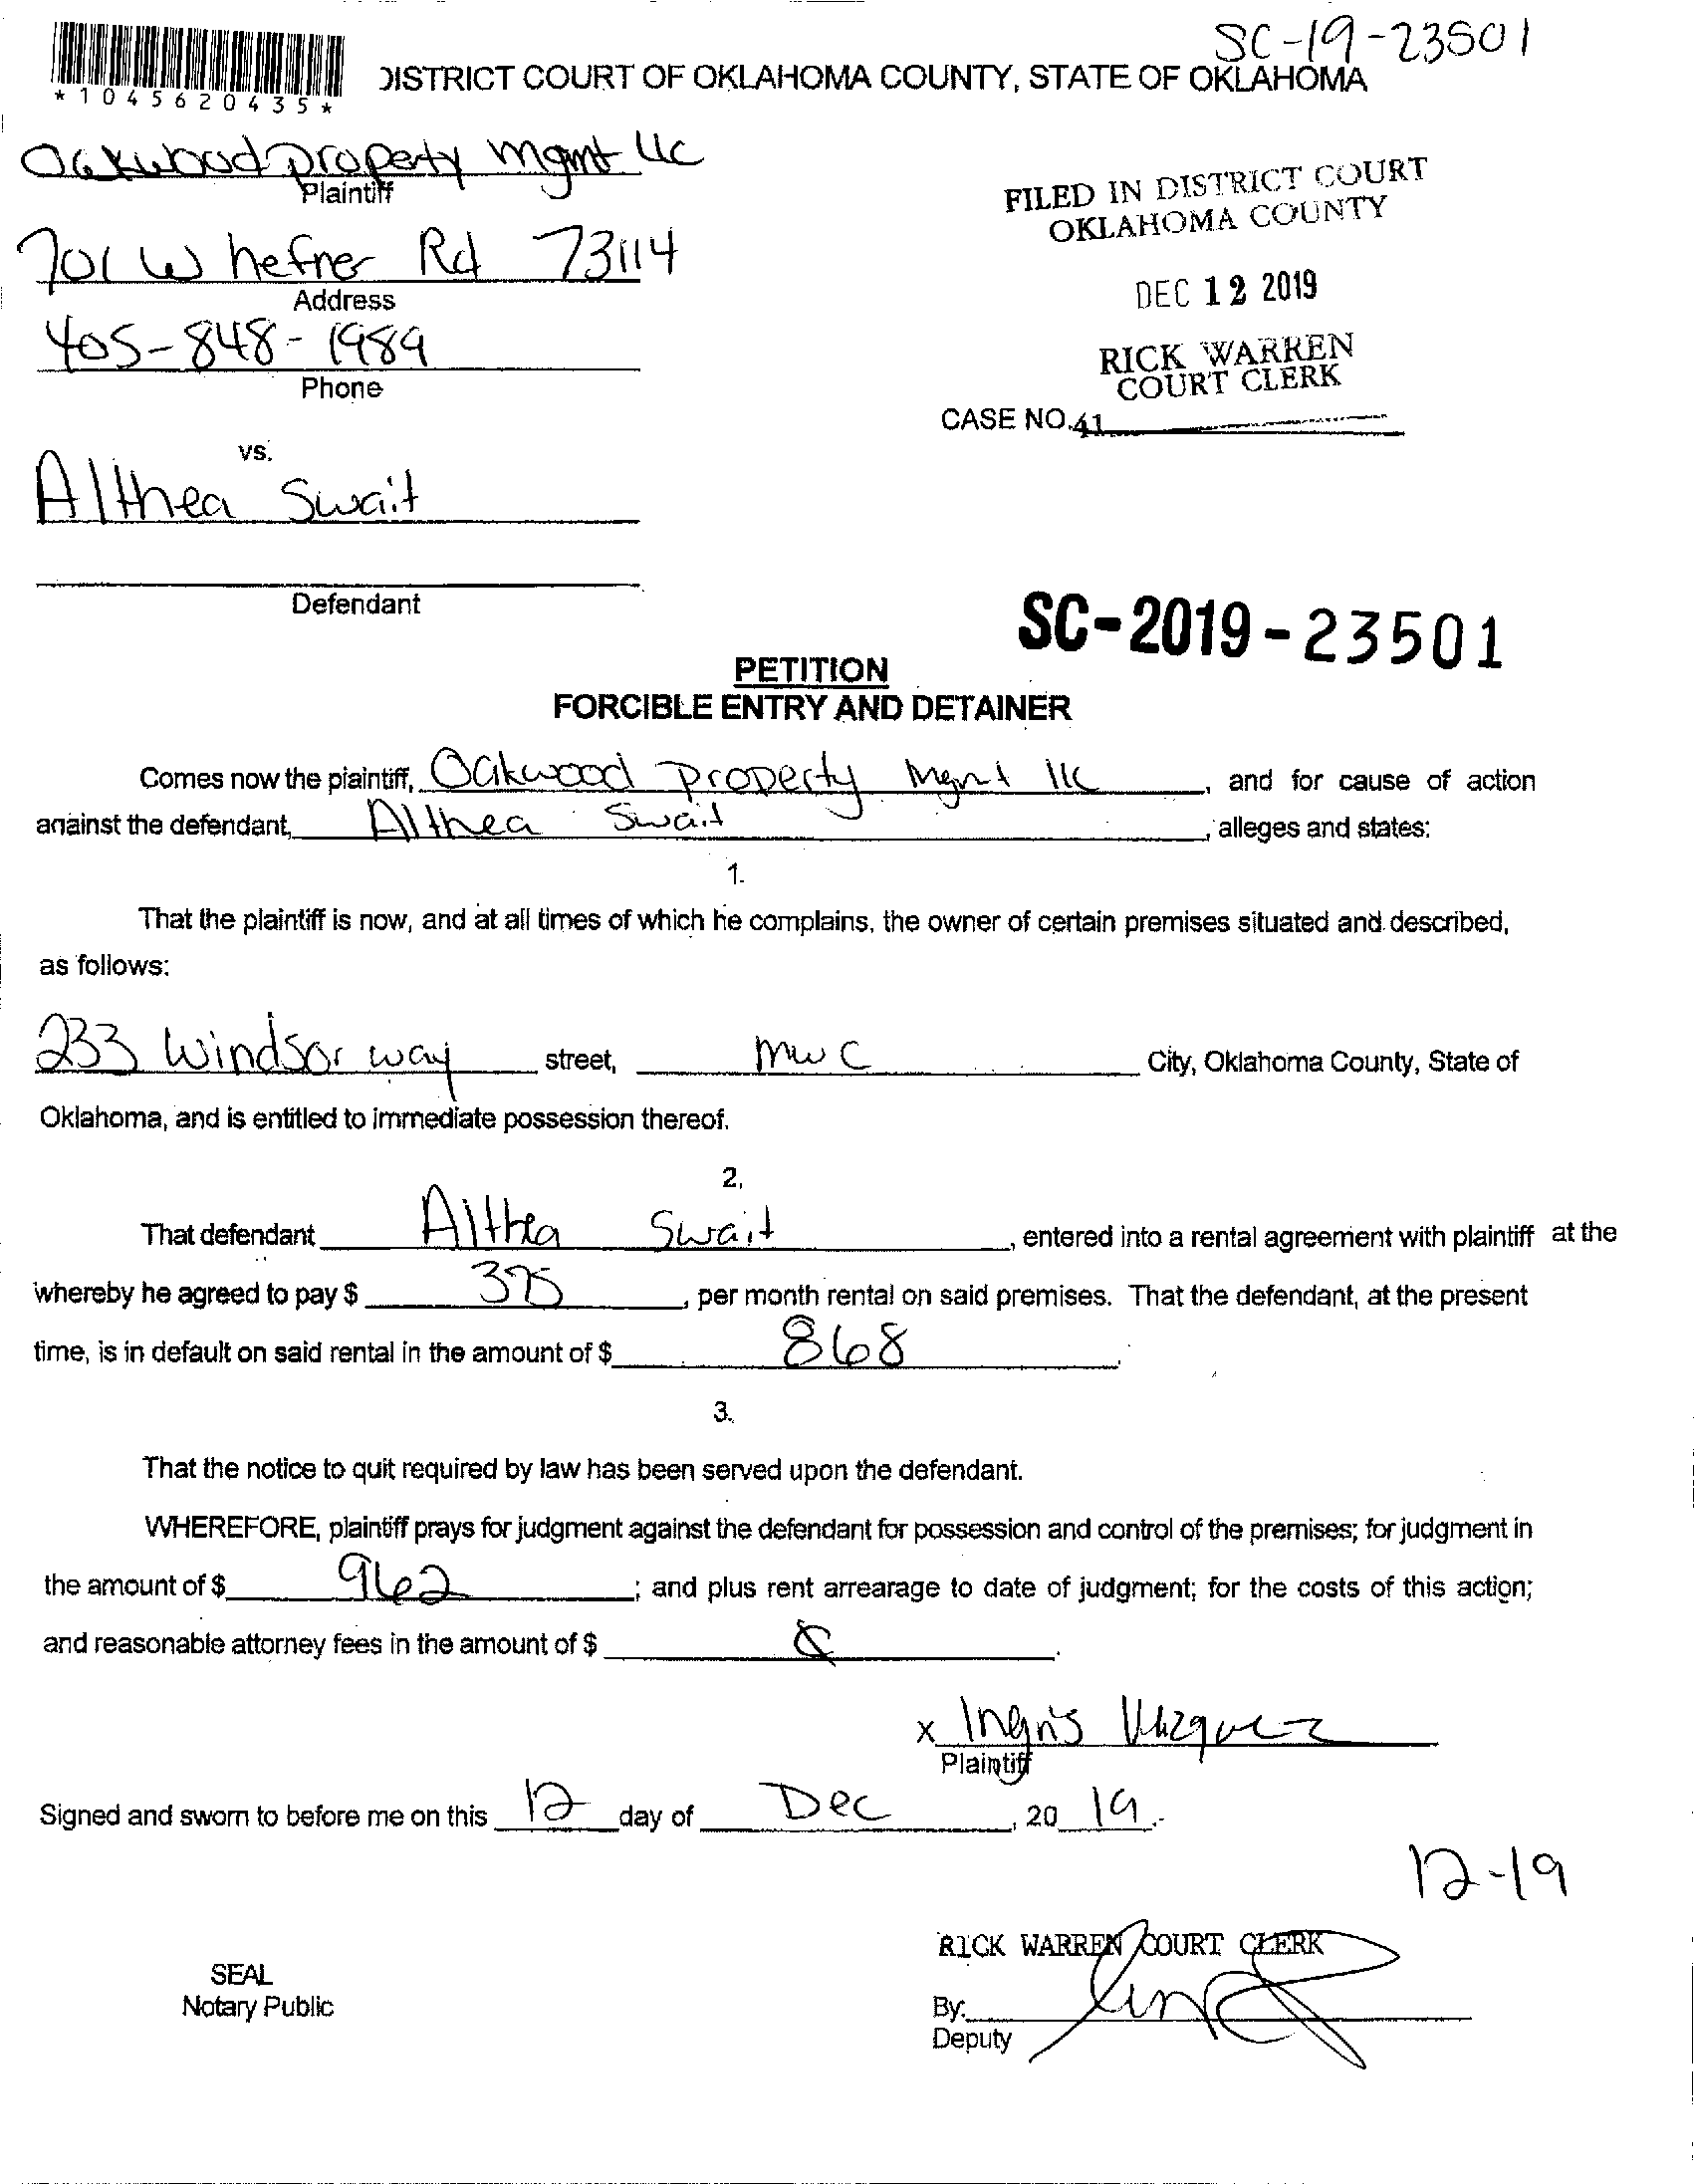 SC-19-23501
*1045620435*
DISTRICT COURT OF OKLAHOMA COUNTY, STATE OF OKLAHOMA
Oakwood property mgmt llc
Plaintiff
701 W hefner Rd 73114
Address
405-848-1989
Phone
FILED IN DISTRICT COURT
OKLAHOMA COUNTY
DEC 12 2019
RICK WARREN
COURT CLERK
CASE NO. 41
vs.
Althea Swait
Defendant
SC-2019-23501
PETITION
FORCIBLE ENTRY AND DETAINER
Comes now the plaintiff, Oakwood property Mgmt llc, and for cause of action
against the defendant, Althea Swait, alleges and states:
1.
That the plaintiff is now, and at all times of which he complains, the owner of certain premises situated and described,
as follows:
233 Windsor way street, mwc City, Oklahoma County, State of
Oklahoma, and is entitled to immediate possession thereof.
2.
That defendant Althea Swait, entered into a rental agreement with plaintiff at the
whereby he agreed to pay $ 375, per month rental on said premises. That the defendant, at the present
time, is in default on said rental in the amount of $ 868.
3.
That the notice to quit required by law has been served upon the defendant.
WHEREFORE, plaintiff prays for judgment against the defendant for possession and control of the premises; for judgment in
the amount of $ 962; and plus rent arrearage to date of judgment; for the costs of this action;
and reasonable attorney fees in the amount of $ .
x Ingris Vazquez
Plaintiff
Signed and sworn to before me on this 12 day of Dec, 20 19.
12-19
RICK WARREN COURT CLERK
SEAL
Notary Public
By:
Deputy